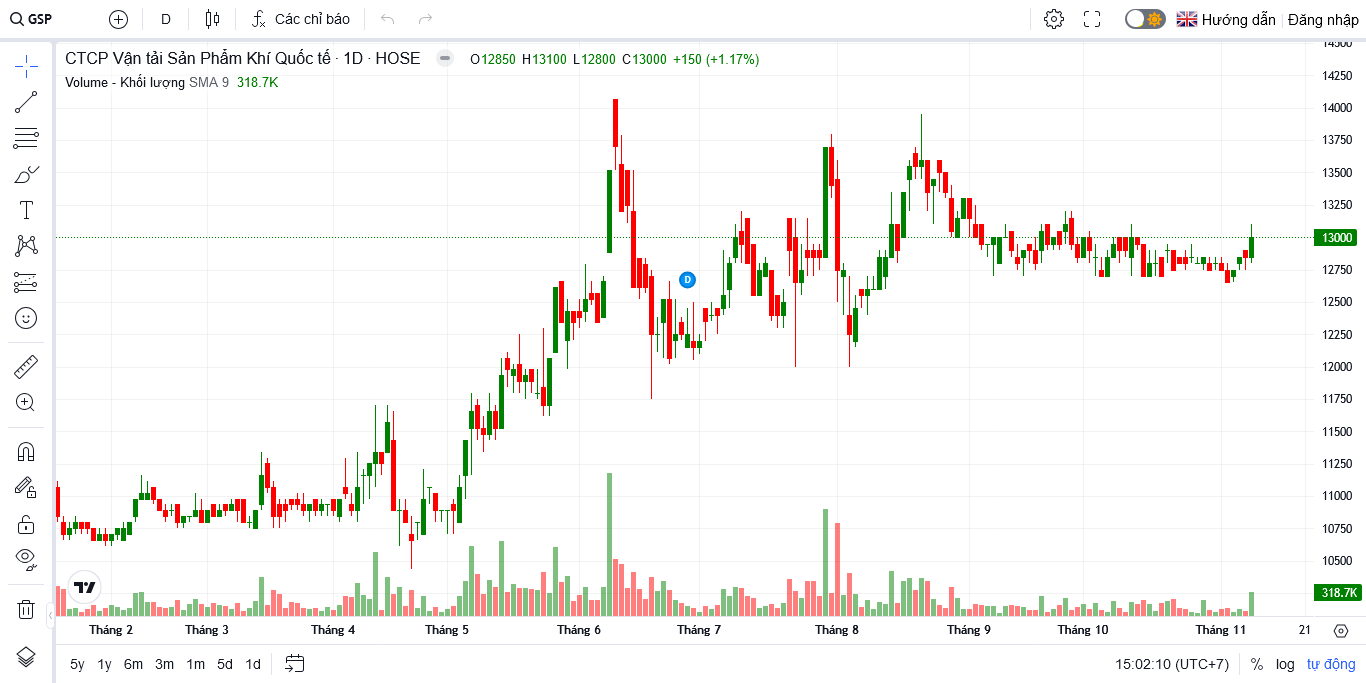 GSP D Các chỉ báo Hướng dẫn Đăng nhập
CTCP Vận tải Sản Phẩm Khí Quốc tế · 1D · HOSE O12850 H13100 L12800 C13000 +150 (+1.17%)
Volume - Khối lượng SMA 9 318.7K
14500
14250
14000
13750
13500
13250
13000
12750
12500
12250
12000
11750
11500
11250
11000
10750
10500
318.7K
D
Tháng 2 Tháng 3 Tháng 4 Tháng 5 Tháng 6 Tháng 7 Tháng 8 Tháng 9 Tháng 10 Tháng 11 21
5y 1y 6m 3m 1m 5d 1d 15:02:10 (UTC+7) % log tự động